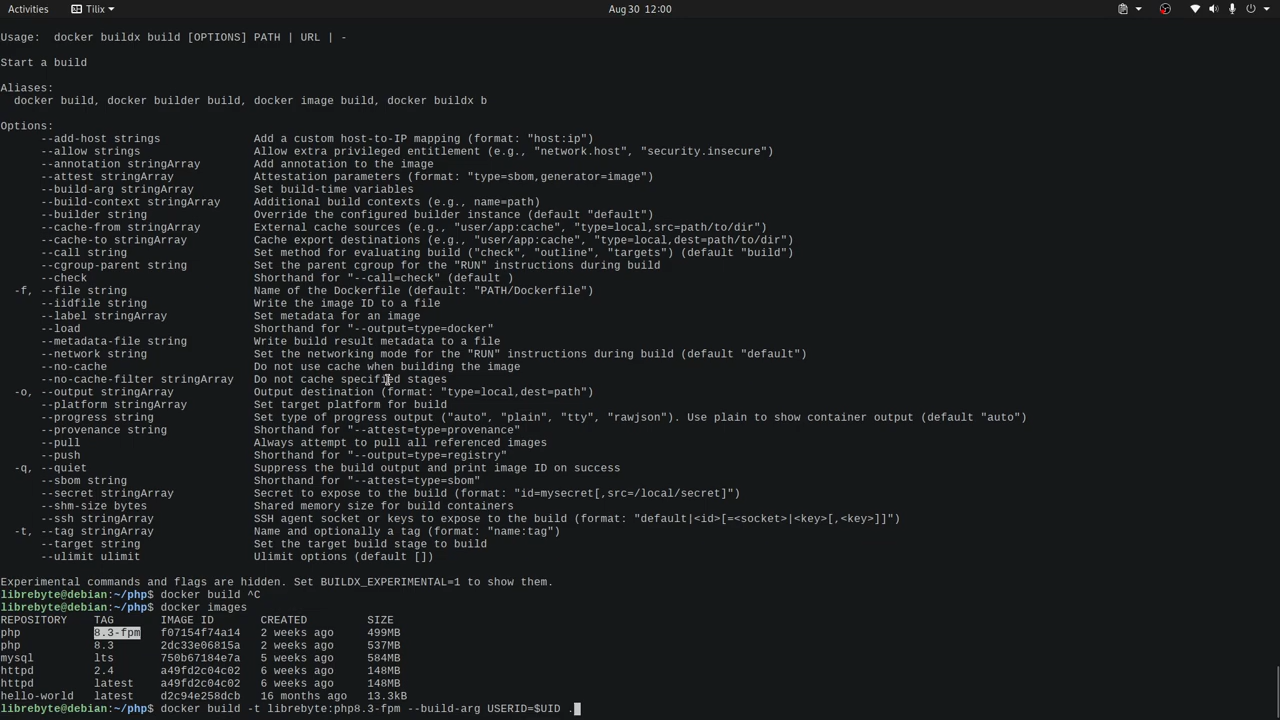 Activities Tilix Aug 30 12:00
Usage:  docker buildx build [OPTIONS] PATH | URL | -
Start a build
Aliases:
  docker build, docker builder build, docker image build, docker buildx b
Options:
      --add-host strings              Add a custom host-to-IP mapping (format: "host:ip")
      --allow strings                 Allow extra privileged entitlement (e.g., "network.host", "security.insecure")
      --annotation stringArray        Add annotation to the image
      --attest stringArray            Attestation parameters (format: "type=sbom,generator=image")
      --build-arg stringArray         Set build-time variables
      --build-context stringArray     Additional build contexts (e.g., name=path)
      --builder string                Override the configured builder instance (default "default")
      --cache-from stringArray        External cache sources (e.g., "user/app:cache", "type=local,src=path/to/dir")
      --cache-to stringArray          Cache export destinations (e.g., "user/app:cache", "type=local,dest=path/to/dir")
      --call string                   Set method for evaluating build ("check", "outline", "targets") (default "build")
      --cgroup-parent string          Set the parent cgroup for the "RUN" instructions during build
      --check                         Shorthand for "--call=check" (default )
  -f, --file string                   Name of the Dockerfile (default: "PATH/Dockerfile")
      --iidfile string                Write the image ID to a file
      --label stringArray             Set metadata for an image
      --load                          Shorthand for "--output=type=docker"
      --metadata-file string          Write build result metadata to a file
      --network string                Set the networking mode for the "RUN" instructions during build (default "default")
      --no-cache                      Do not use cache when building the image
      --no-cache-filter stringArray   Do not cache specified stages
  -o, --output stringArray            Output destination (format: "type=local,dest=path")
      --platform stringArray          Set target platform for build
      --progress string               Set type of progress output ("auto", "plain", "tty", "rawjson"). Use plain to show container output (default "auto")
      --provenance string             Shorthand for "--attest=type=provenance"
      --pull                          Always attempt to pull all referenced images
      --push                          Shorthand for "--output=type=registry"
  -q, --quiet                         Suppress the build output and print image ID on success
      --sbom string                   Shorthand for "--attest=type=sbom"
      --secret stringArray            Secret to expose to the build (format: "id=mysecret[,src=/local/secret]")
      --shm-size bytes                Shared memory size for build containers
      --ssh stringArray               SSH agent socket or keys to expose to the build (format: "default|<id>[=<socket>|<key>[,<key>]]")
  -t, --tag stringArray               Name and optionally a tag (format: "name:tag")
      --target string                 Set the target build stage to build
      --ulimit ulimit                 Ulimit options (default [])
Experimental commands and flags are hidden. Set BUILDX_EXPERIMENTAL=1 to show them.
librebyte@debian:~/php$ docker build ^C
librebyte@debian:~/php$ docker images
REPOSITORY    TAG       IMAGE ID       CREATED         SIZE
php           8.3-fpm   f07154f74a14   2 weeks ago     499MB
php           8.3       2dc33e06815a   2 weeks ago     537MB
mysql         lts       750b67184e7a   5 weeks ago     584MB
httpd         2.4       a49fd2c04c02   6 weeks ago     148MB
httpd         latest    a49fd2c04c02   6 weeks ago     148MB
hello-world   latest    d2c94e258dcb   16 months ago   13.3kB
librebyte@debian:~/php$ docker build -t librebyte:php8.3-fpm --build-arg USERID=$UID .